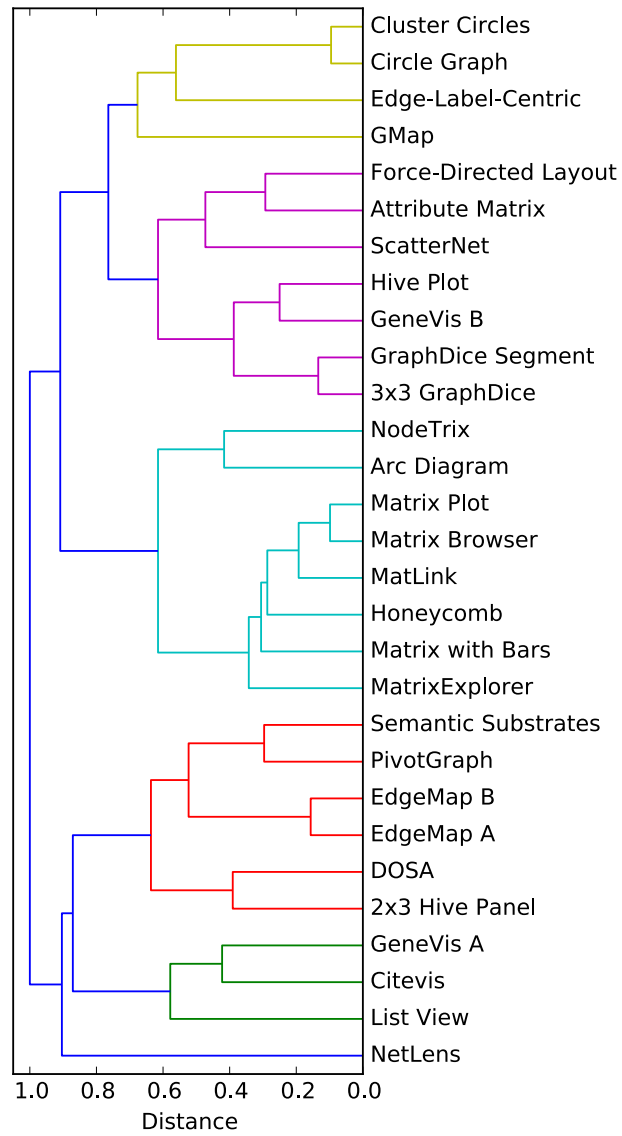 Cluster Circles
Circle Graph
Edge-Label-Centric
GMap
Force-Directed Layout
Attribute Matrix
ScatterNet
Hive Plot
GeneVis B
GraphDice Segment
3x3 GraphDice
NodeTrix
Arc Diagram
Matrix Plot
Matrix Browser
MatLink
Honeycomb
Matrix with Bars
MatrixExplorer
Semantic Substrates
PivotGraph
EdgeMap B
EdgeMap A
DOSA
2x3 Hive Panel
GeneVis A
Citevis
List View
NetLens
1.0 0.8 0.6 0.4 0.2 0.0
Distance